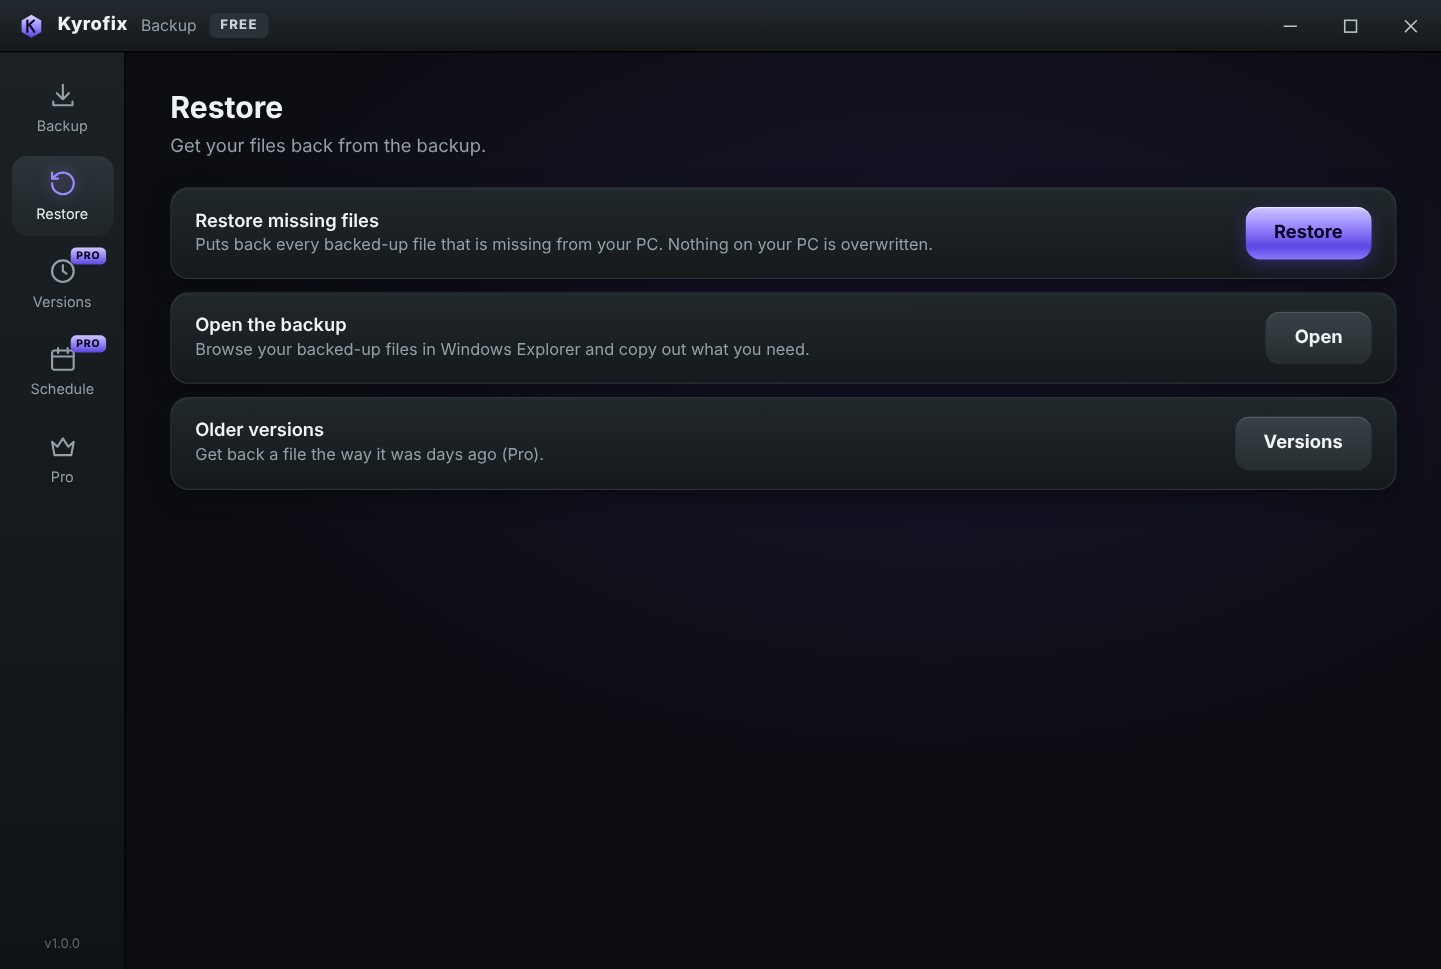 Kyrofix Backup FREE
Backup
Restore
PRO
Versions
PRO
Schedule
Pro
v1.0.0
Restore
Get your files back from the backup.
Restore missing files
Puts back every backed-up file that is missing from your PC. Nothing on your PC is overwritten.
Restore
Open the backup
Browse your backed-up files in Windows Explorer and copy out what you need.
Open
Older versions
Get back a file the way it was days ago (Pro).
Versions